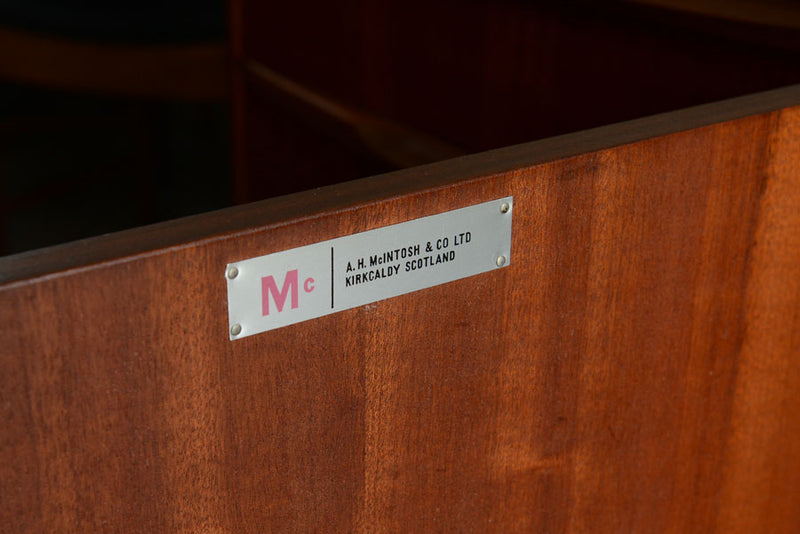 Mc
A. H. McINTOSH & CO LTD
KIRKCALDY SCOTLAND